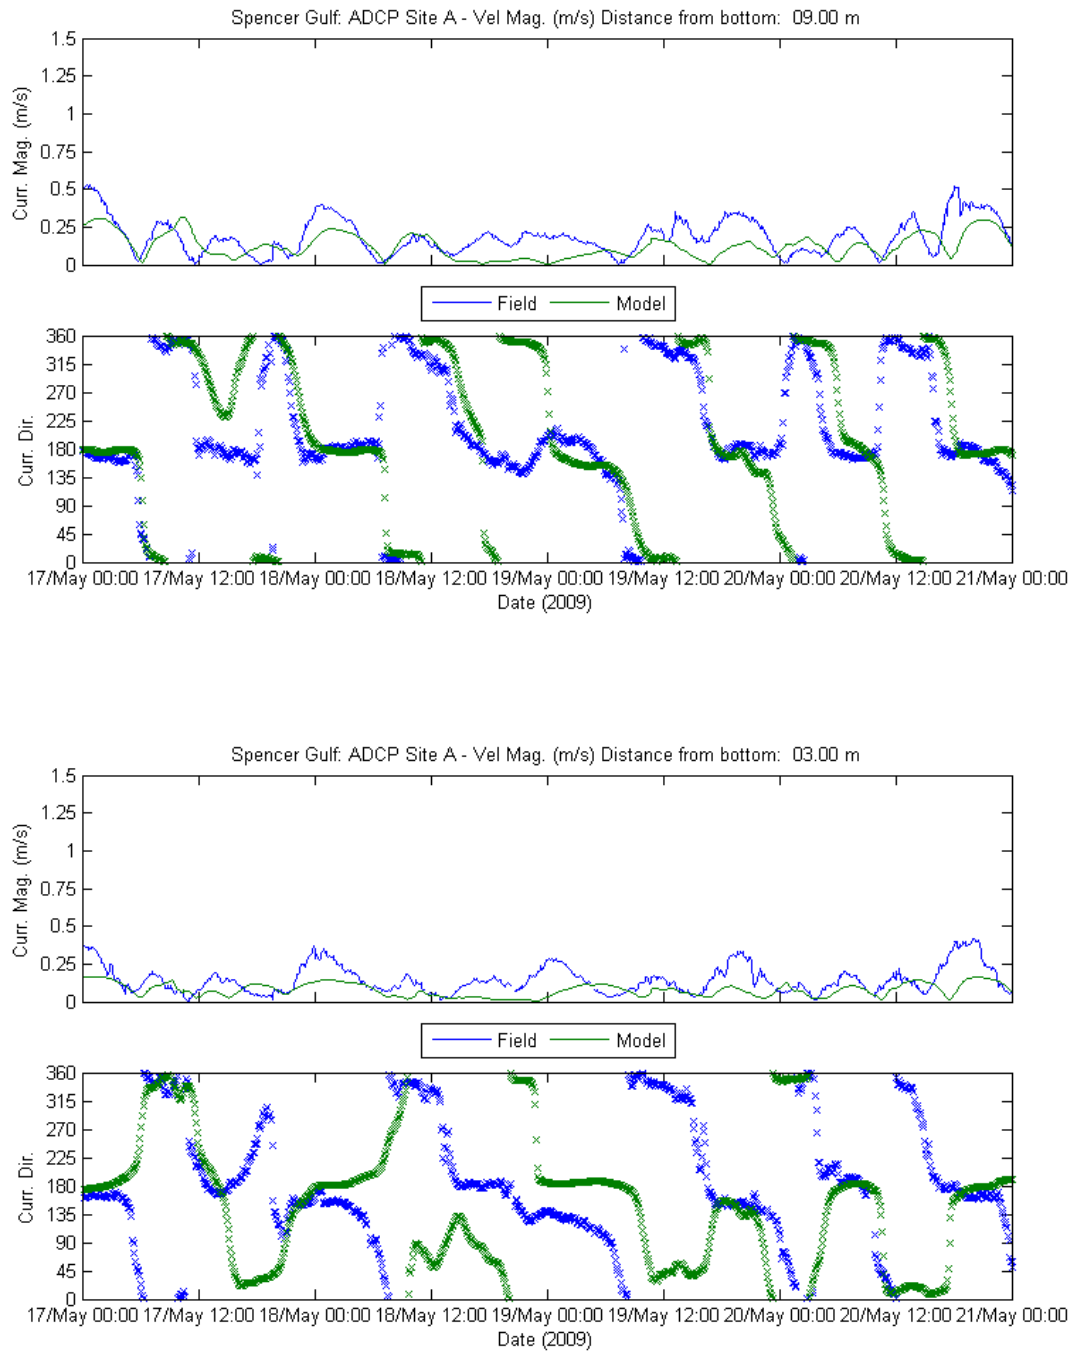 Spencer Gulf: ADCP Site A - Vel Mag. (m/s) Distance from bottom: 09.00 m
1.5
1.25
1
0.75
0.5
0.25
0
Curr. Mag. (m/s)
Field Model
360
315
270
225
180
135
90
45
0
Curr. Dir.
17/May 00:00 17/May 12:00 18/May 00:00 18/May 12:00 19/May 00:00 19/May 12:00 20/May 00:00 20/May 12:00 21/May 00:00
Date (2009)
Spencer Gulf: ADCP Site A - Vel Mag. (m/s) Distance from bottom: 03.00 m
1.5
1.25
1
0.75
0.5
0.25
0
Curr. Mag. (m/s)
Field Model
360
315
270
225
180
135
90
45
0
Curr. Dir.
17/May 00:00 17/May 12:00 18/May 00:00 18/May 12:00 19/May 00:00 19/May 12:00 20/May 00:00 20/May 12:00 21/May 00:00
Date (2009)